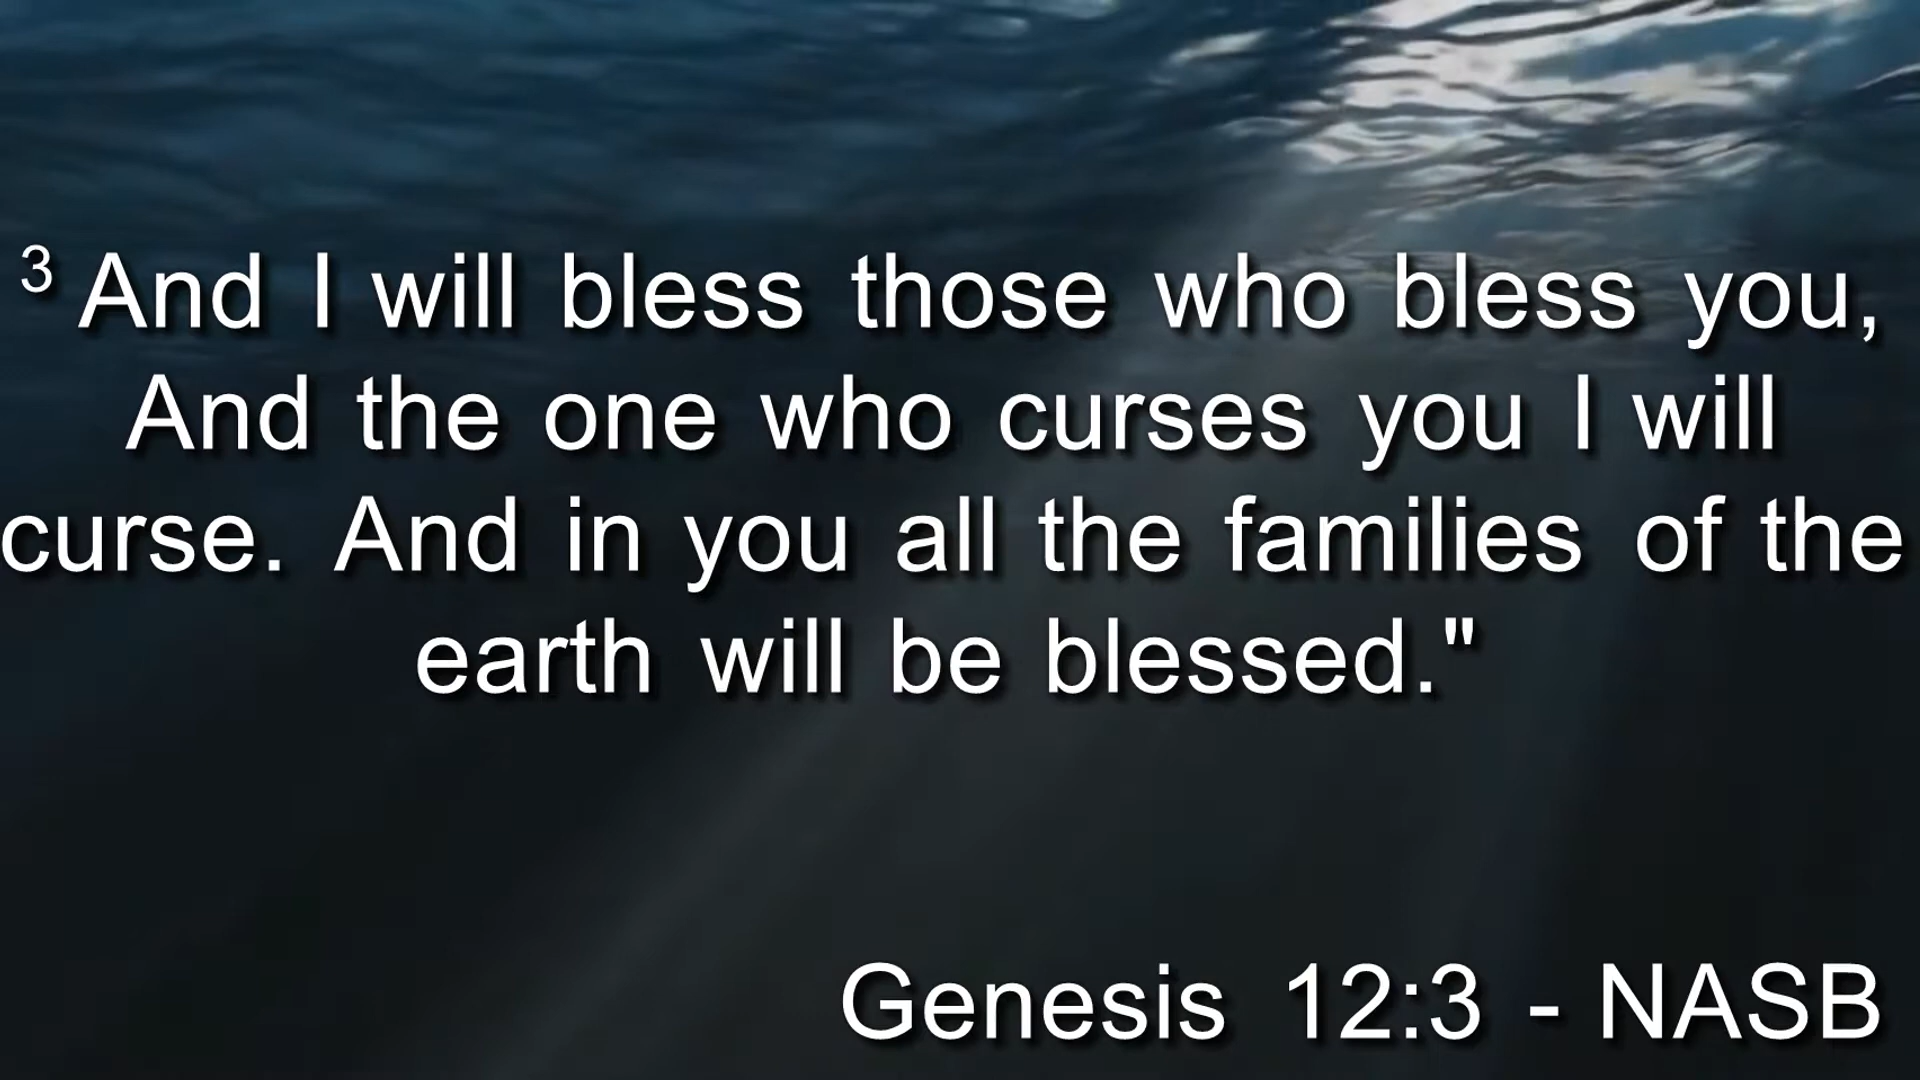 3 And I will bless those who bless you,
And the one who curses you I will
curse. And in you all the families of the
earth will be blessed."
Genesis 12:3 - NASB